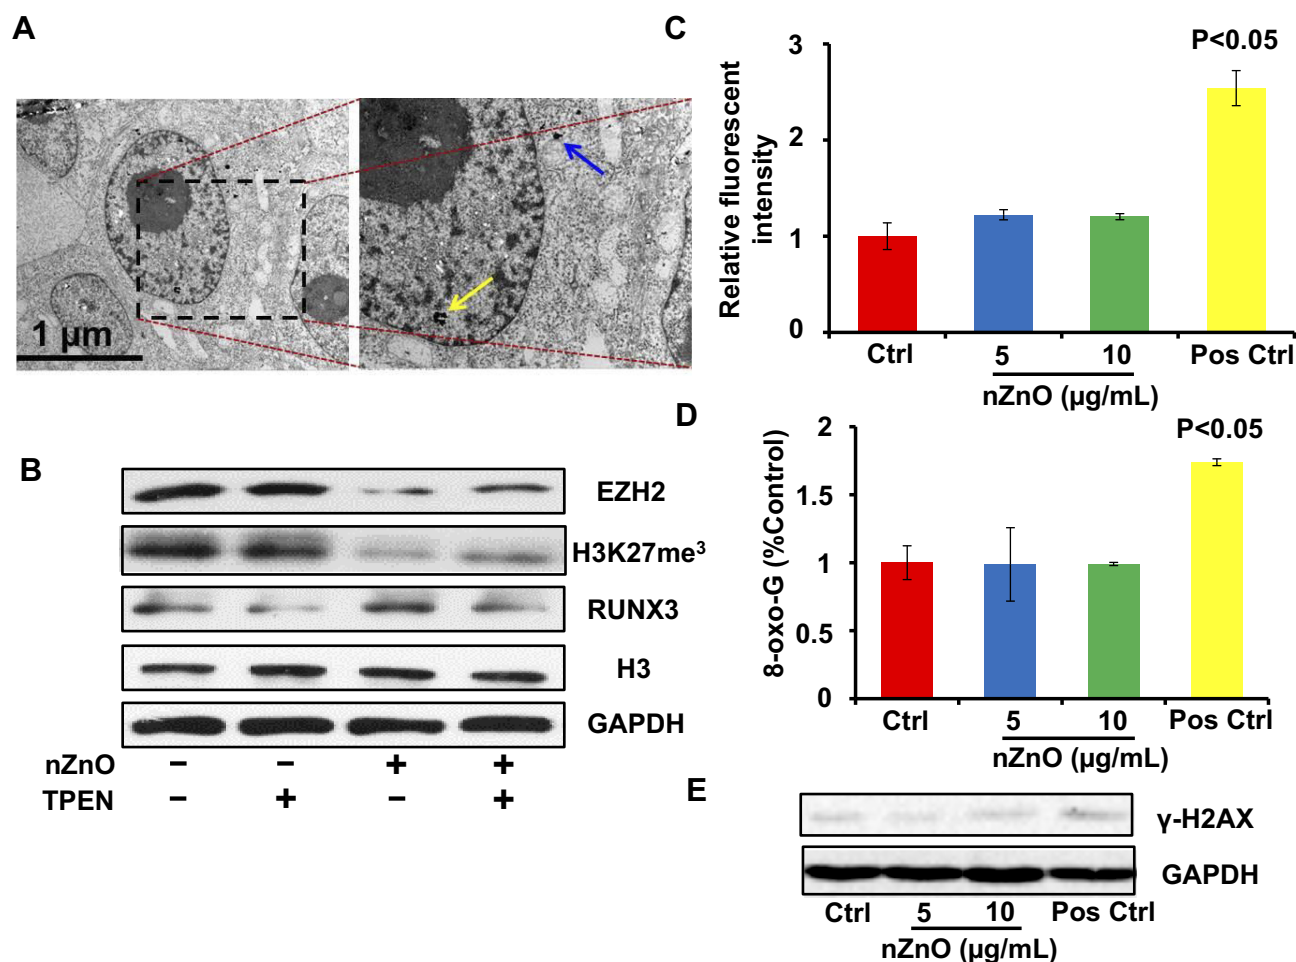 A
1 µm
B
EZH2
H3K27me³
RUNX3
H3
GAPDH
nZnO − − + +
TPEN − + − +
C
Relative fluorescent
intensity
3
2
1
0
P<0.05
Ctrl 5 10 Pos Ctrl
nZnO (µg/mL)
D
8-oxo-G (%Control)
2
1.5
1
0.5
0
P<0.05
Ctrl 5 10 Pos Ctrl
nZnO (µg/mL)
E
γ-H2AX
GAPDH
Ctrl 5 10 Pos Ctrl
nZnO (µg/mL)